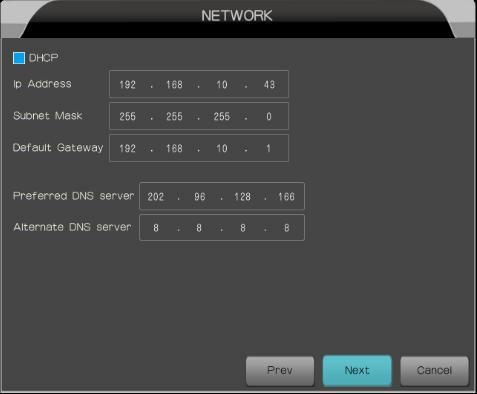 NETWORK
DHCP
Ip Address 192 . 168 . 10 . 43
Subnet Mask 255 . 255 . 255 . 0
Default Gateway 192 . 168 . 10 . 1
Preferred DNS server 202 . 96 . 128 . 166
Alternate DNS server 8 . 8 . 8 . 8
Prev Next Cancel